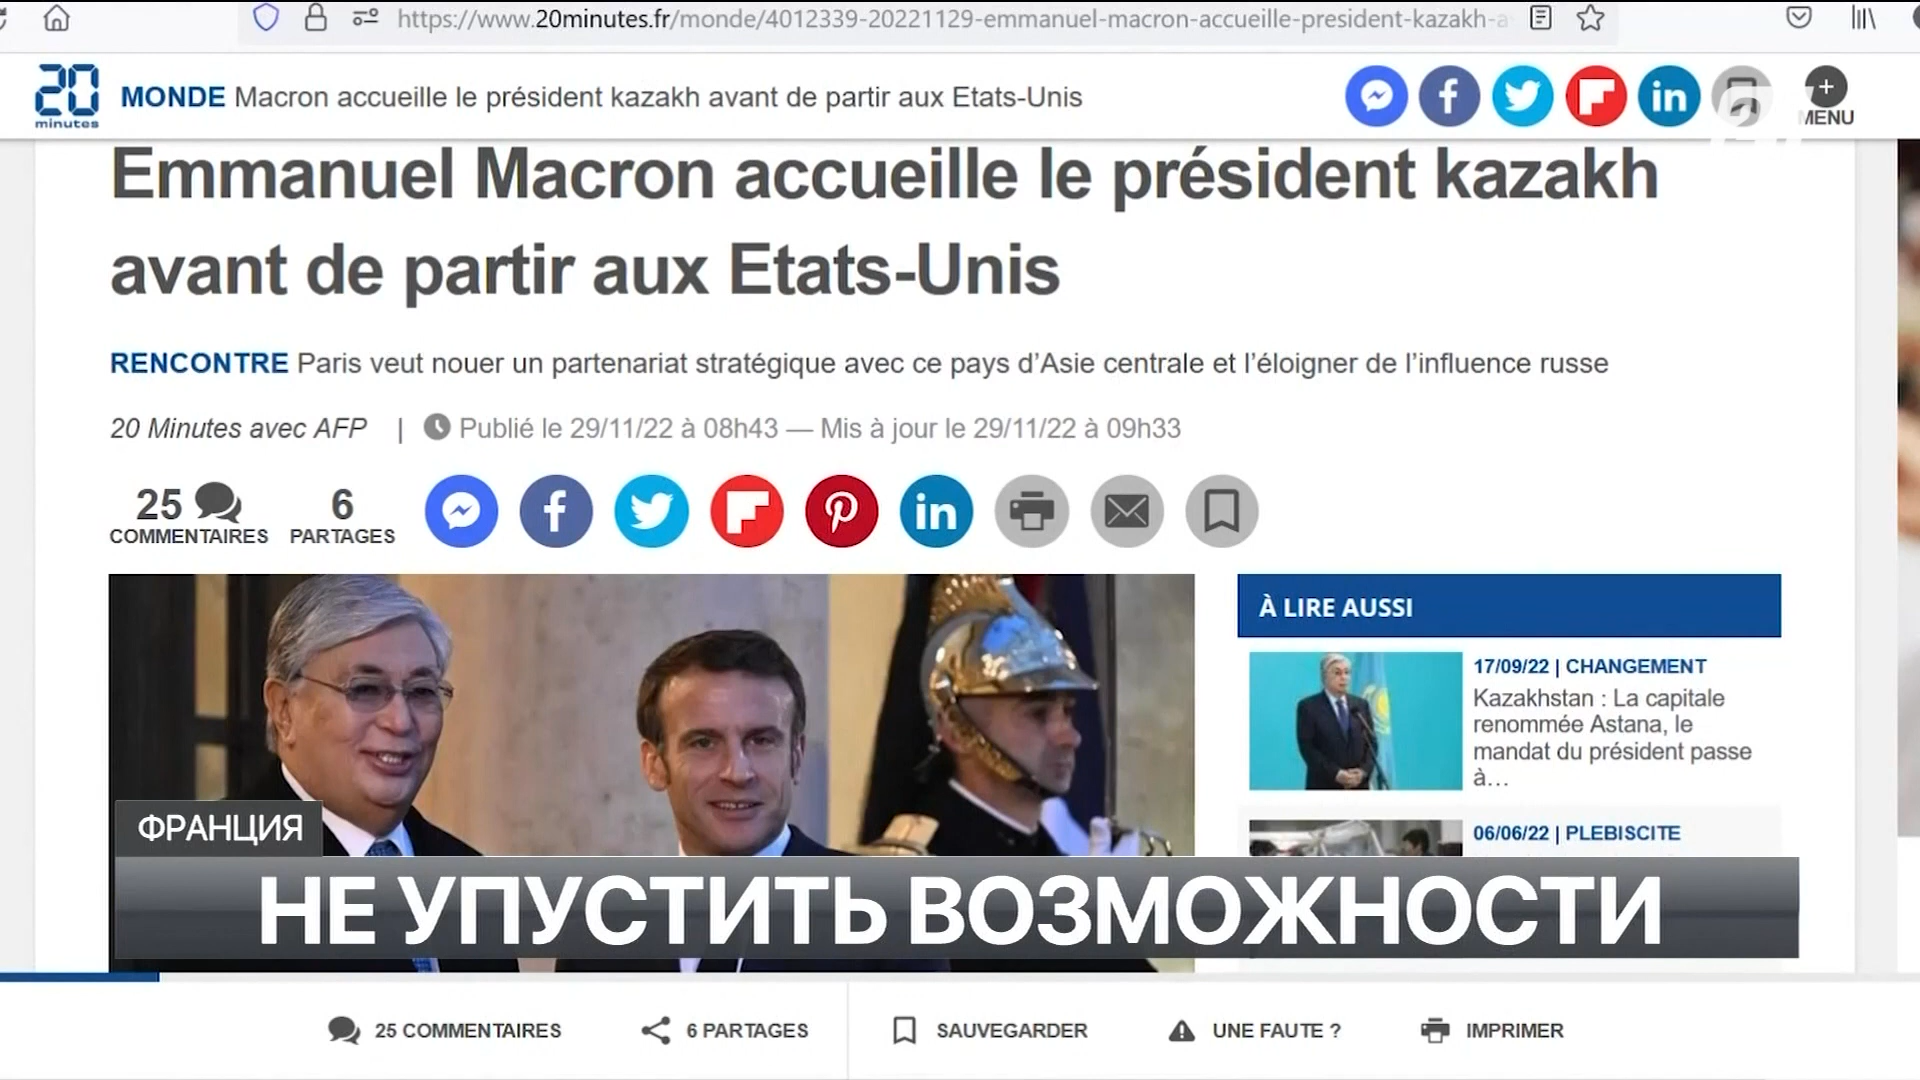 https://www.20minutes.fr/monde/4012339-20221129-emmanuel-macron-accueille-president-kazakh-a
20 minutes
MONDE Macron accueille le président kazakh avant de partir aux Etats-Unis
MENU
Emmanuel Macron accueille le président kazakh
avant de partir aux Etats-Unis
RENCONTRE Paris veut nouer un partenariat stratégique avec ce pays d’Asie centrale et l’éloigner de l’influence russe
20 Minutes avec AFP | Publié le 29/11/22 à 08h43 — Mis à jour le 29/11/22 à 09h33
25 COMMENTAIRES
6 PARTAGES
À LIRE AUSSI
17/09/22 | CHANGEMENT
Kazakhstan : La capitale
renommée Astana, le
mandat du président passe
à…
06/06/22 | PLEBISCITE
ФРАНЦИЯ
НЕ УПУСТИТЬ ВОЗМОЖНОСТИ
25 COMMENTAIRES
6 PARTAGES
SAUVEGARDER
UNE FAUTE ?
IMPRIMER